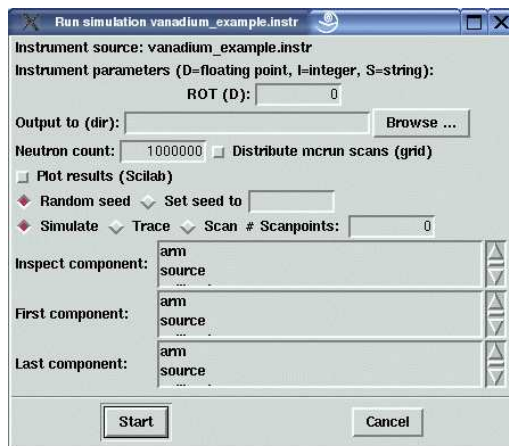 Run simulation vanadium_example.instr
Instrument source: vanadium_example.instr
Instrument parameters (D=floating point, I=integer, S=string):
ROT (D): 0
Output to (dir): Browse ...
Neutron count: 1000000 Distribute mcrun scans (grid)
Plot results (Scilab)
Random seed Set seed to
Simulate Trace Scan # Scanpoints: 0
Inspect component: arm
source
First component: arm
source
Last component: arm
source
Start Cancel